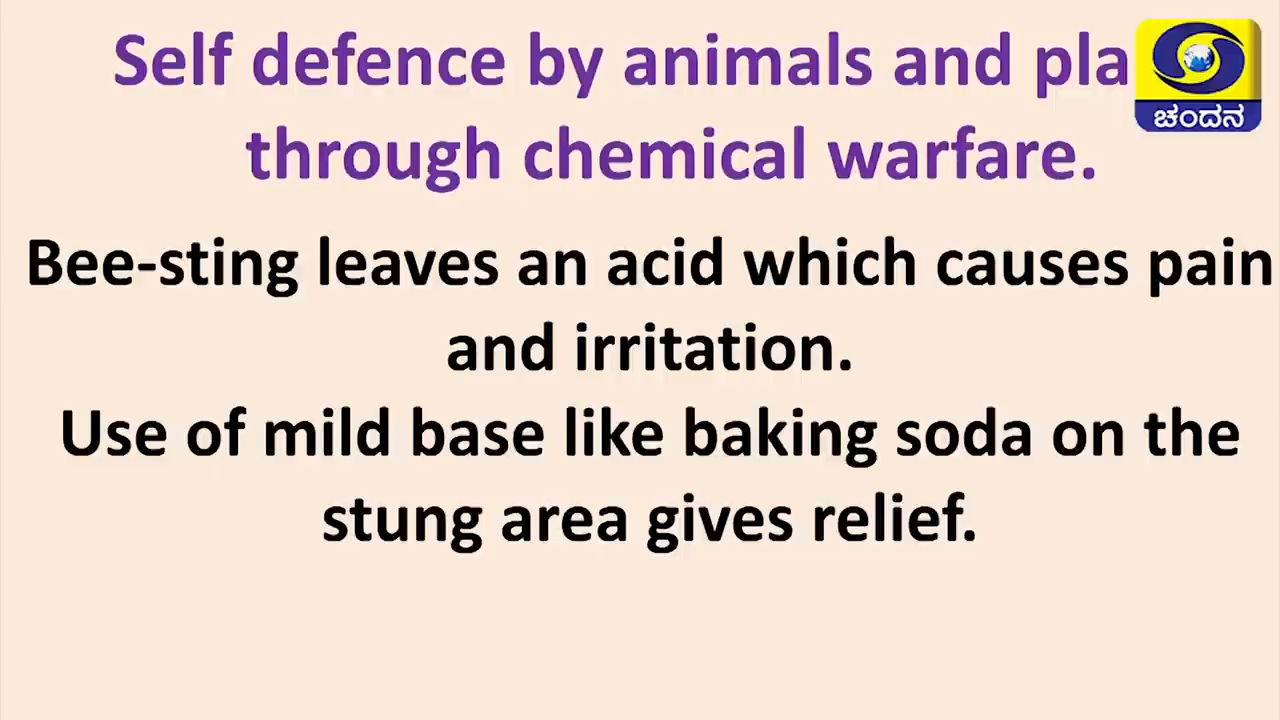 Self defence by animals and pla
through chemical warfare.
Bee-sting leaves an acid which causes pain
and irritation.
Use of mild base like baking soda on the
stung area gives relief.
ಚಂದನ